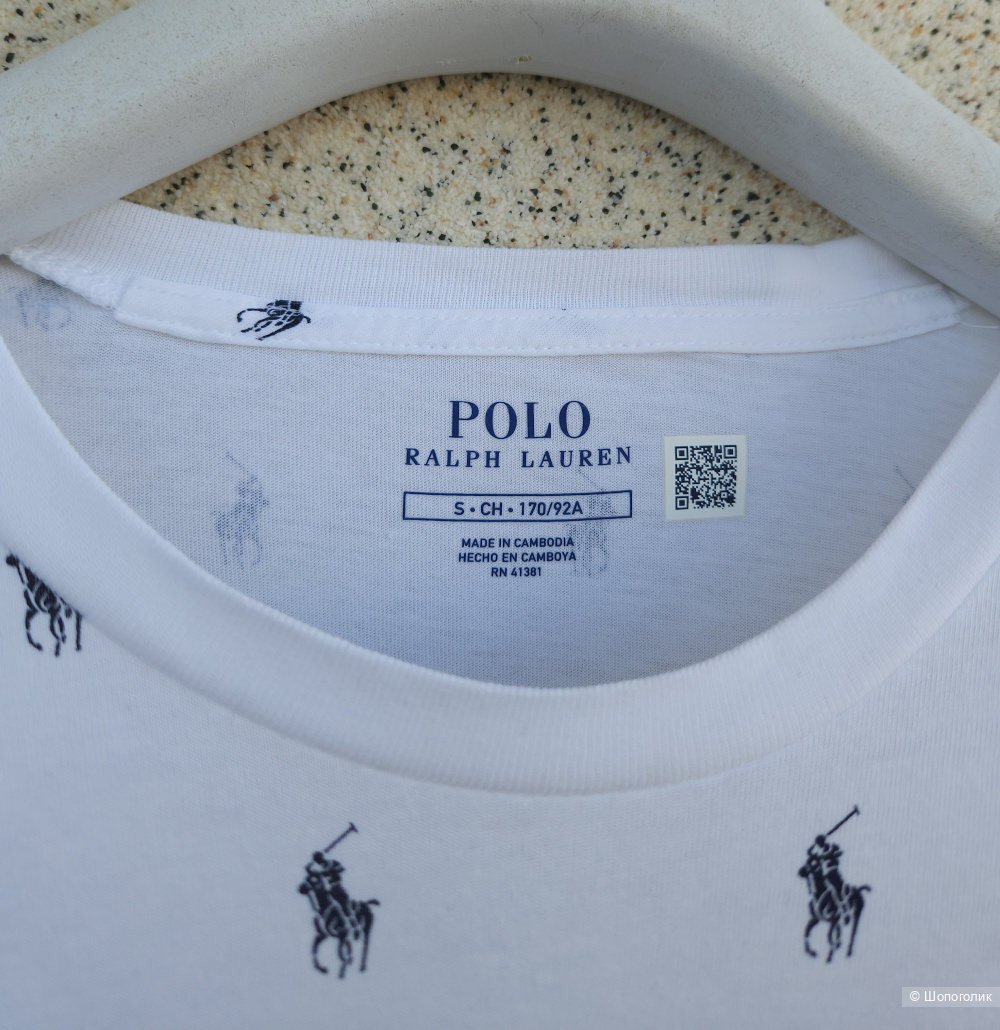 POLO
RALPH LAUREN
S • CH • 170/92A
MADE IN CAMBODIA
HECHO EN CAMBOYA
RN 41381
© Шопоголик